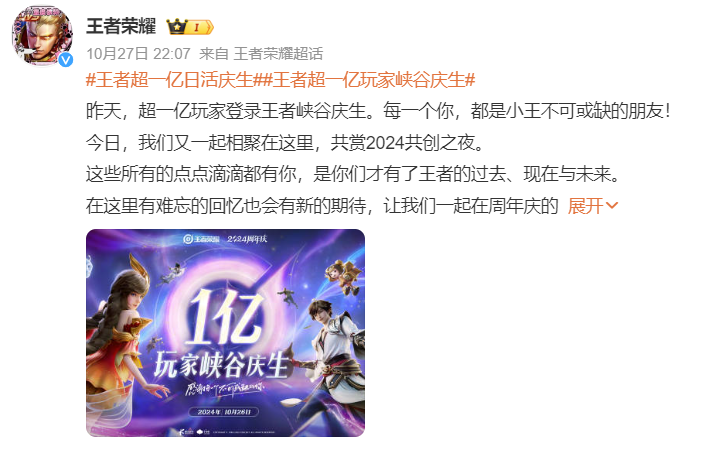 王者荣耀
1
10月27日 22:07 来自 王者荣耀超话
#王者超一亿日活庆生##王者超一亿玩家峡谷庆生#
昨天，超一亿玩家登录王者峡谷庆生。每一个你，都是小王不可或缺的朋友！
今日，我们又一起相聚在这里，共赏2024共创之夜。
这些所有的点点滴滴都有你，是你们才有了王者的过去、现在与未来。
在这里有难忘的回忆也会有新的期待，让我们一起在周年庆的 展开
王者荣耀 2024周年庆
1亿
玩家峡谷庆生
2024年 10月26日